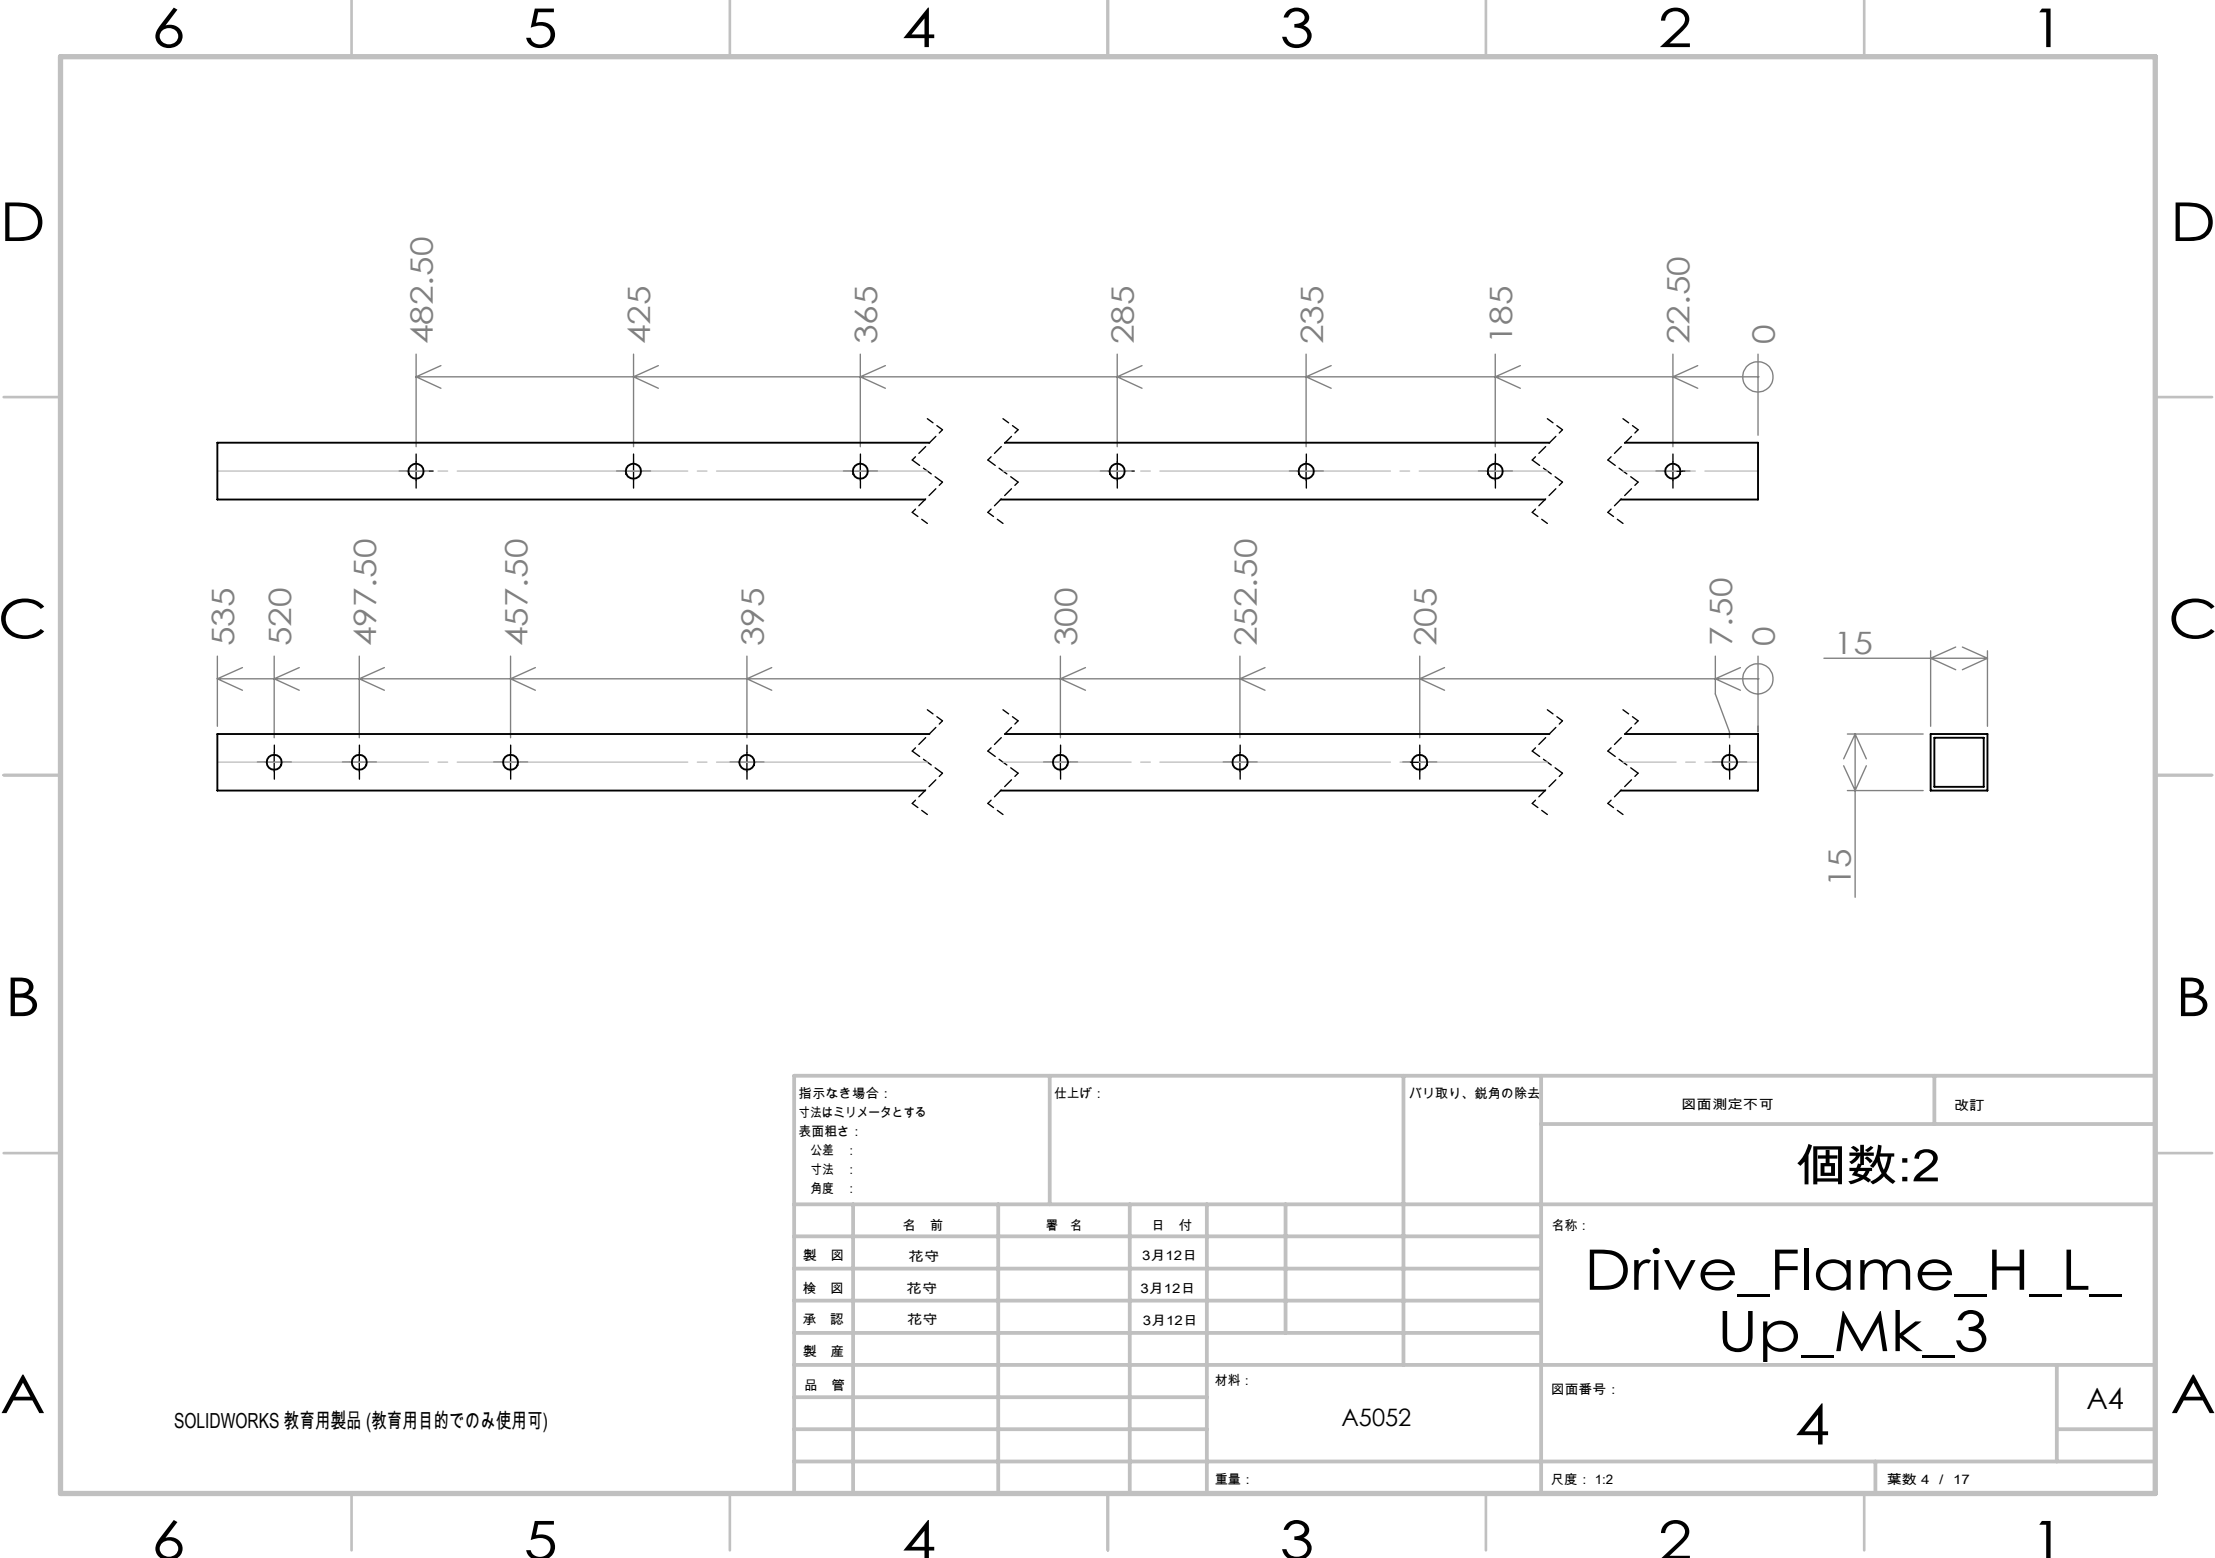 6 5 4 3 2 1
D D
482.50 425 365 285 235 185 22.50 0
535 520 497.50 457.50 395 300 252.50 205 7.50 0
C C
15
15
B B
指示なき場合:
寸法はミリメータとする
表面粗さ:
公差 :
寸法 :
角度 :
仕上げ:
バリ取り、鋭角の除去
図面測定不可
改訂
個数:2
名 前 署 名 日 付
製 図 花守 3月12日
検 図 花守 3月12日
承 認 花守 3月12日
製 産
品 管
名称:
Drive_Flame_H_L_
Up_Mk_3
材料:
A5052
図面番号:
4
A4
重量:
尺度: 1:2
葉数 4 / 17
A A
SOLIDWORKS 教育用製品 (教育用目的でのみ使用可)
6 5 4 3 2 1